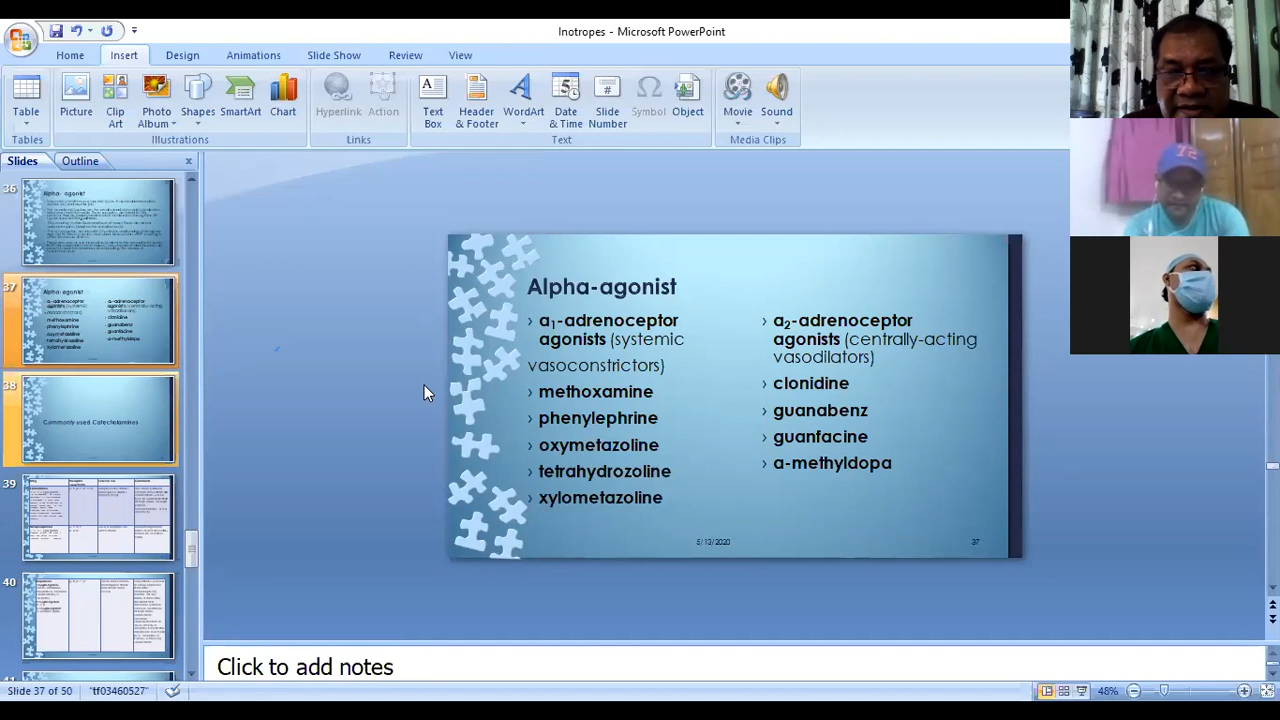 Inotropes - Microsoft PowerPoint
Home Insert Design Animations Slide Show Review View
Table Picture Clip Art Photo Album Shapes SmartArt Chart Hyperlink Action Text Box Header & Footer WordArt Date & Time Slide Number Symbol Object Movie Sound
Tables Illustrations Links Text Media Clips
Slides Outline
36
Alpha- agonist
37
Alpha-agonist
38
Commonly used Catecholamines
39
40
Alpha-agonist
› α₁-adrenoceptor
agonists (systemic
vasoconstrictors)
› methoxamine
› phenylephrine
› oxymetazoline
› tetrahydrozoline
› xylometazoline
› α₂-adrenoceptor
agonists (centrally-acting
vasodilators)
› clonidine
› guanabenz
› guanfacine
› α-methyldopa
5/13/2020
37
72
Click to add notes
Slide 37 of 50 "tf03460527" 48%